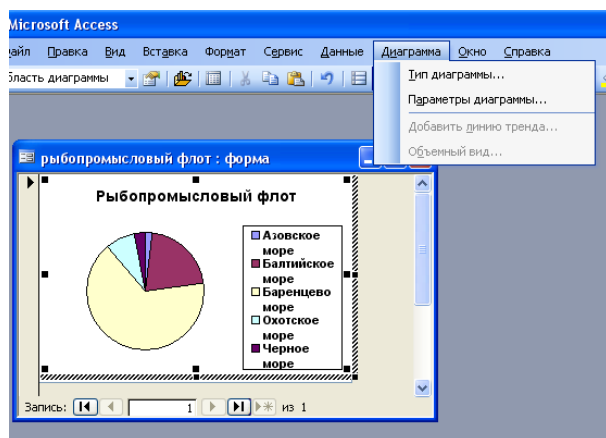 Microsoft Access
айл Правка Вид Вставка Формат Сервис Данные Диаграмма Окно Справка
бласть диаграммы
Тип диаграммы...
Параметры диаграммы...
Добавить линию тренда...
Объемный вид...
рыбопромысловый флот : форма
Рыбопромысловый флот
Азовское
море
Балтийское
море
Баренцево
море
Охотское
море
Черное
море
Запись: 1 из 1